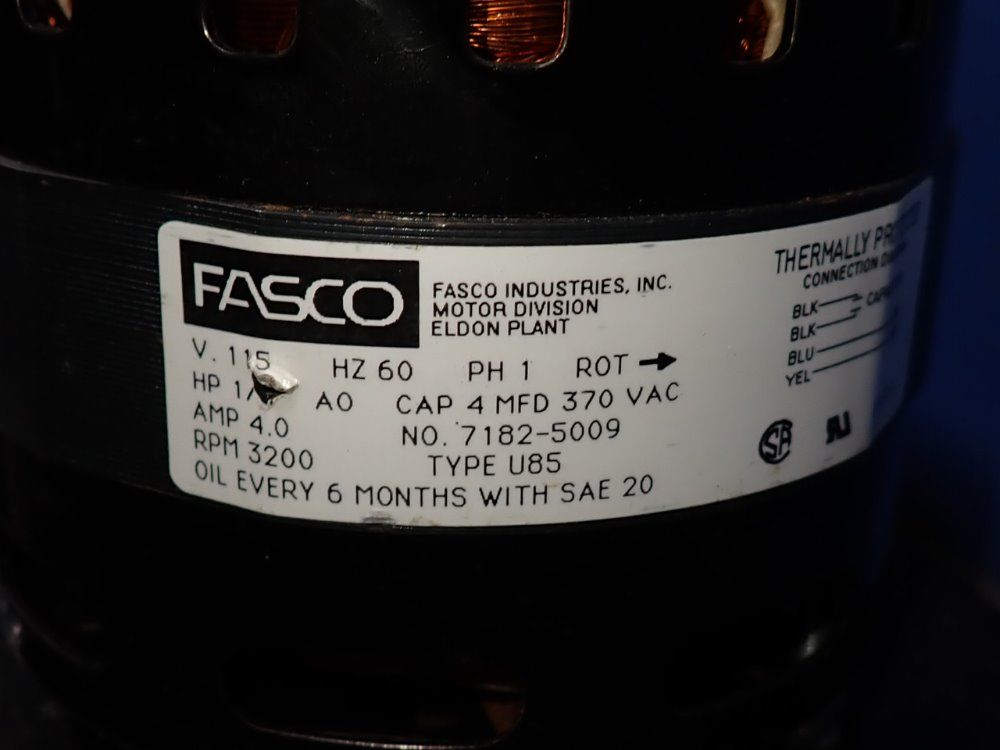 FASCO
FASCO INDUSTRIES, INC.
MOTOR DIVISION
ELDON PLANT
V. 115 HZ 60 PH 1 ROT →
HP AO CAP 4 MFD 370 VAC
AMP 4.0 NO. 7182-5009
RPM 3200 TYPE U85
OIL EVERY 6 MONTHS WITH SAE 20
THERMALLY
CONNECTION
BLK
BLK
BLU
YEL
SA